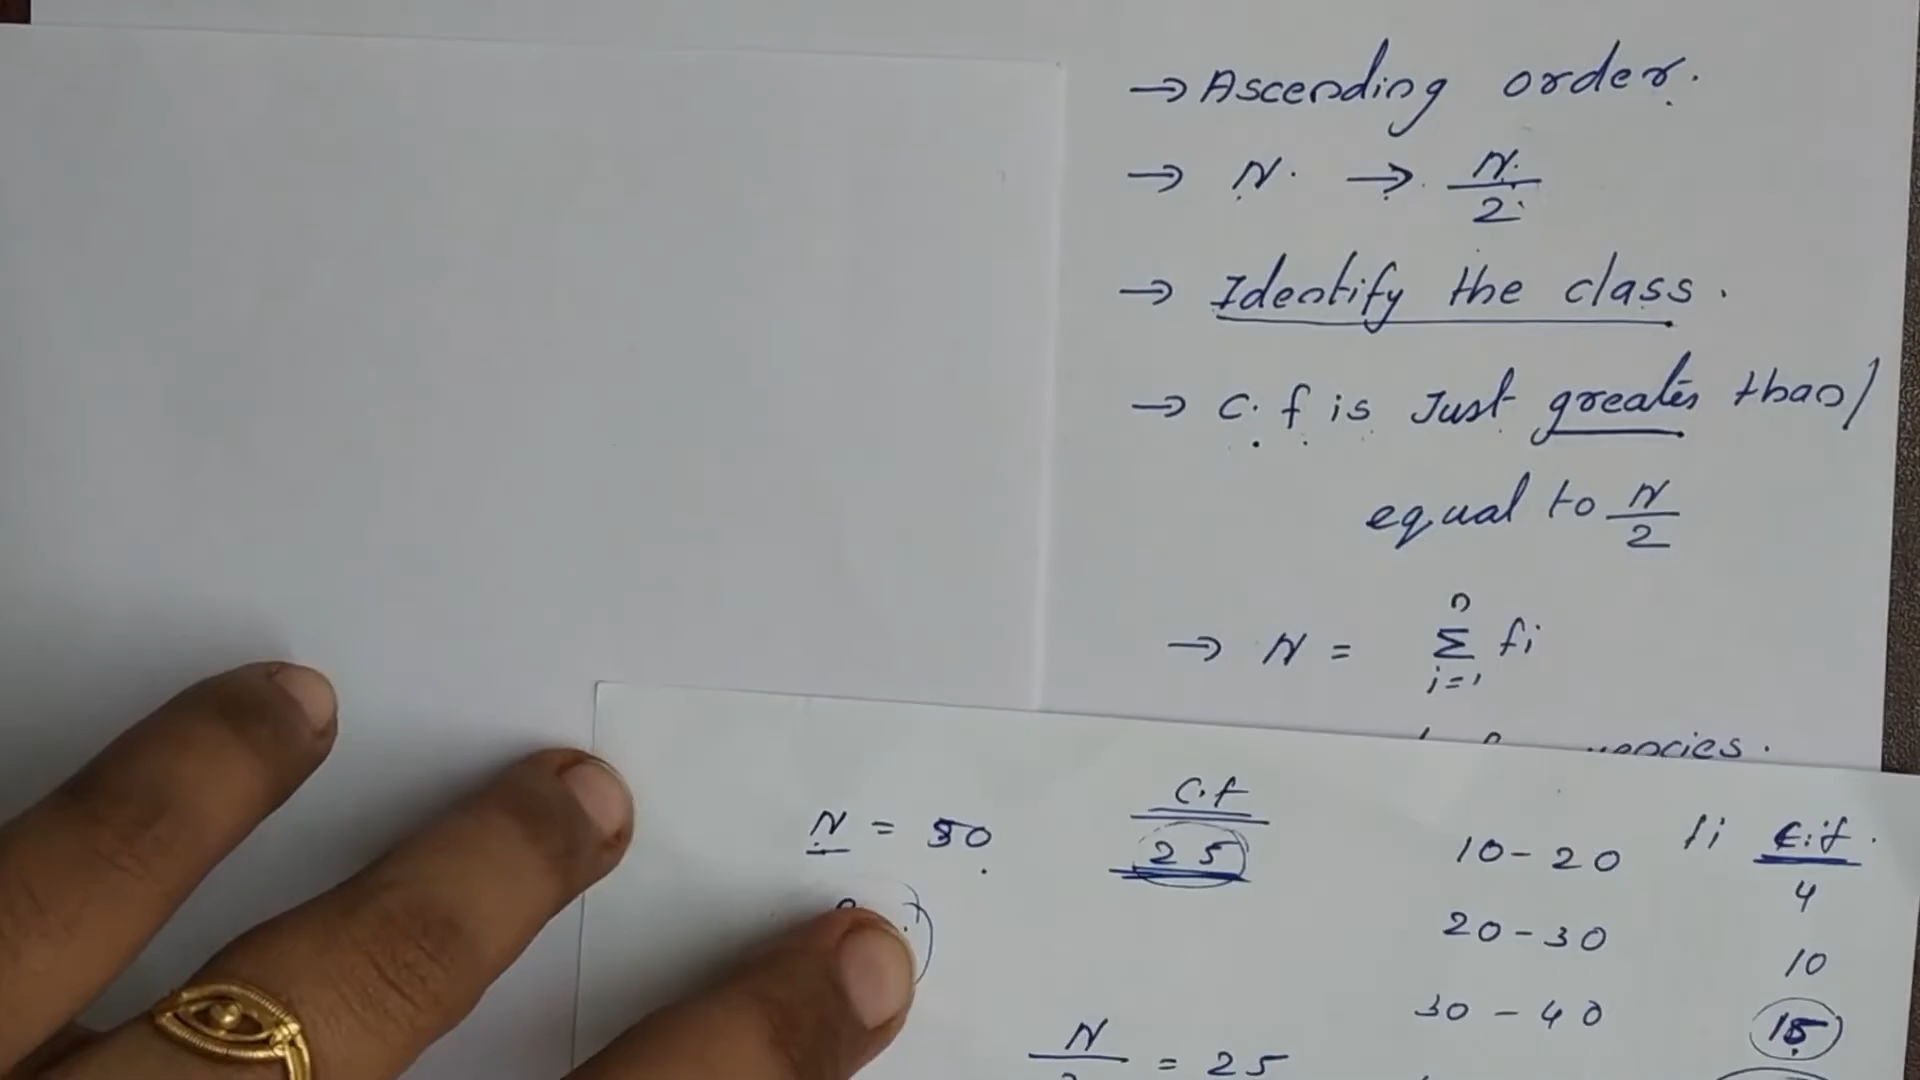 → Ascending order.
→ N. → N/2
→ Identify the class.
→ C.f is Just greater than/
equal to N/2
→ N = n Σ i=1 fi
N = 50
C.f
25
N = 25
10-20
20-30
30-40
fi C.f.
4
10
15